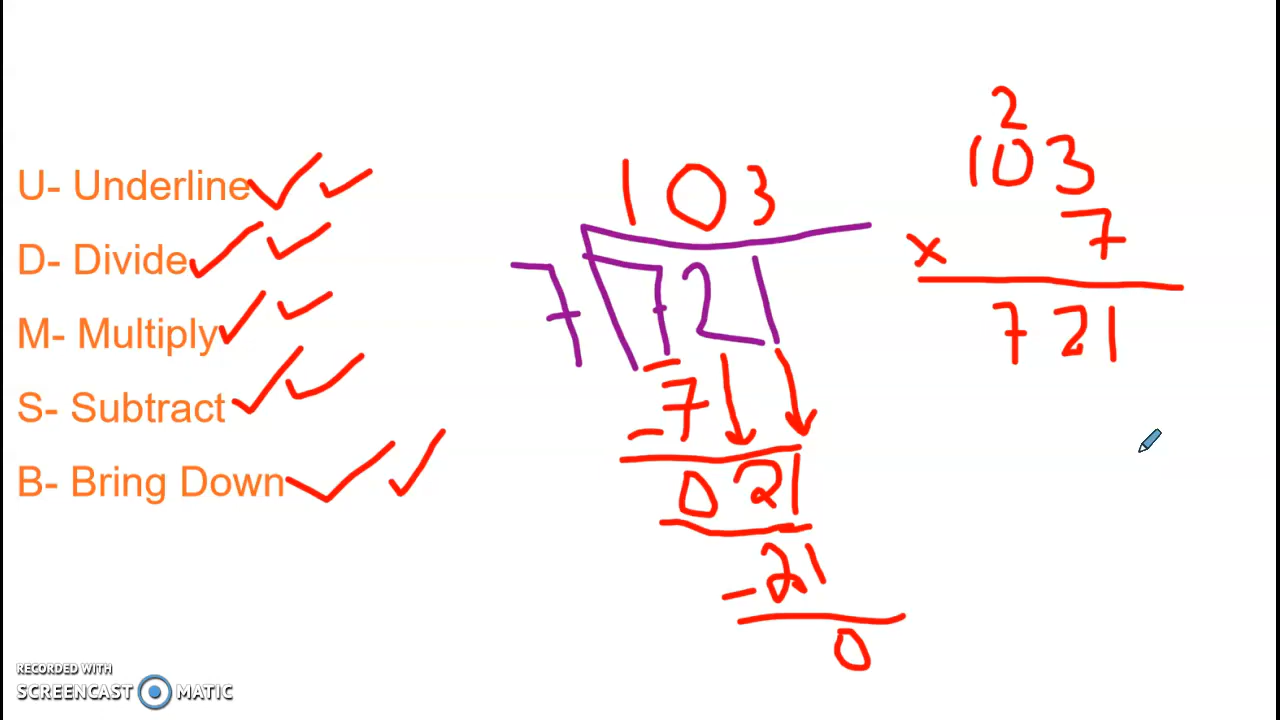 U- Underline
D- Divide
M- Multiply
S- Subtract
B- Bring Down
103
7 721
-7
021
-21
0
2
103
x 7
721
RECORDED WITH
SCREENCAST MATIC